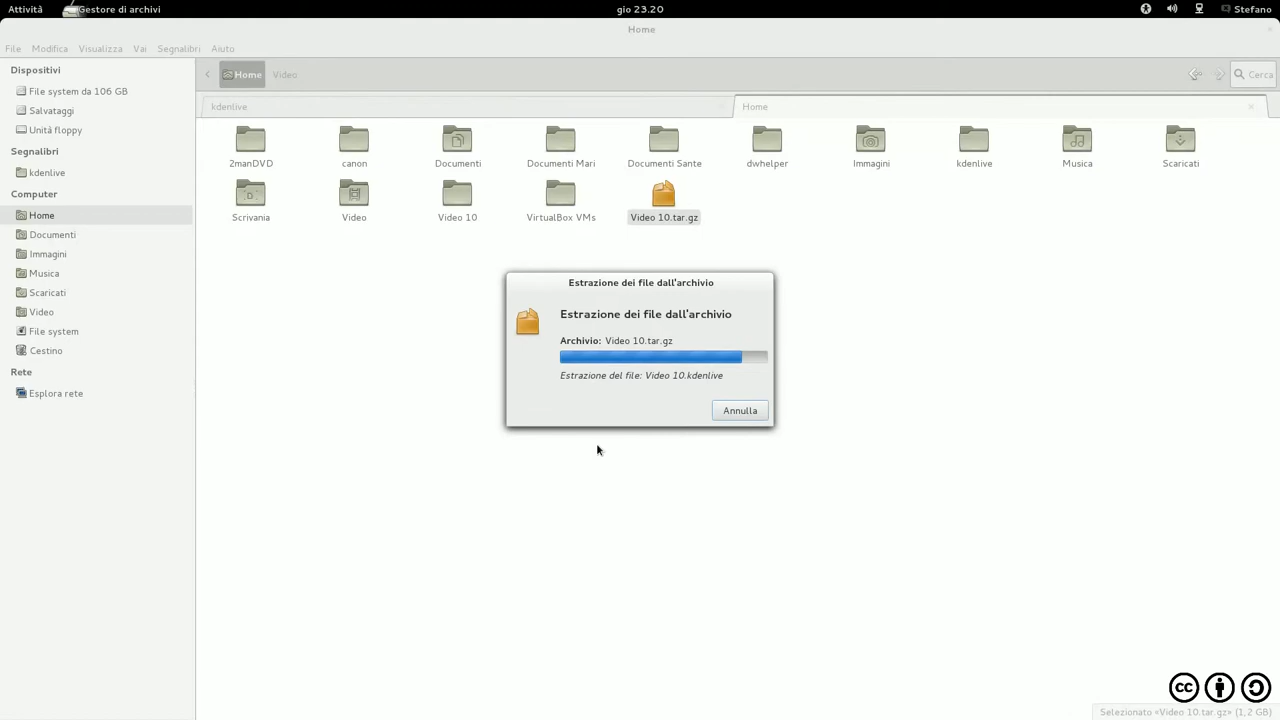 Attività Gestore di archivi gio 23.20 Stefano
Home
File Modifica Visualizza Vai Segnalibri Aiuto
Home Video Cerca
kdenlive Home
Dispositivi
File system da 106 GB
Salvataggi
Unità floppy
Segnalibri
kdenlive
Computer
Home
Documenti
Immagini
Musica
Scaricati
Video
File system
Cestino
Rete
Esplora rete
2manDVD canon Documenti Documenti Mari Documenti Sante dwhelper Immagini kdenlive Musica Scaricati
Scrivania Video Video 10 VirtualBox VMs Video 10.tar.gz
Estrazione dei file dall'archivio
Estrazione dei file dall'archivio
Archivio: Video 10.tar.gz
Estrazione del file: Video 10.kdenlive
Annulla
cc
Selezionato «Video 10.tar.gz» (1,2 GB)